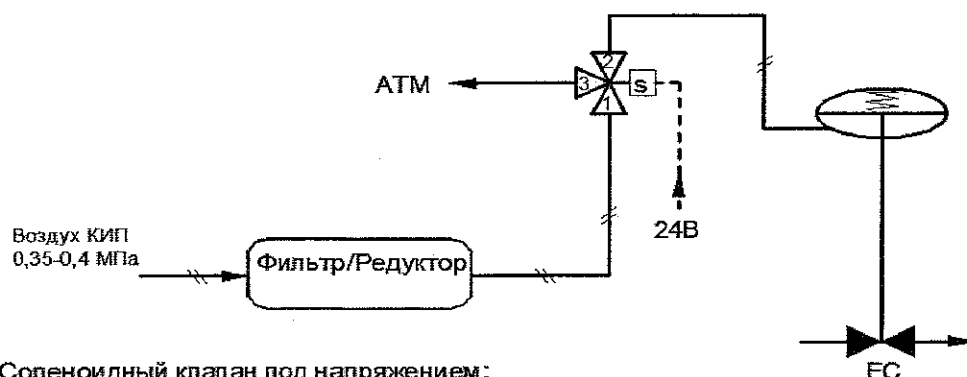 АТМ
2
3
S
1
24В
Воздух КИП
0,35-0,4 МПа
Фильтр/Редуктор
Соленоидный клапан под напряжением:
FC